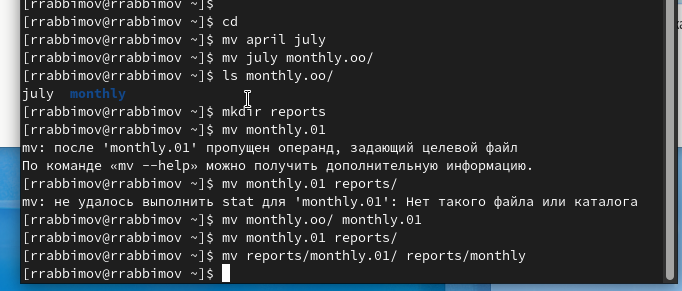 [rrabbimov@rrabbimov ~]$
[rrabbimov@rrabbimov ~]$ cd
[rrabbimov@rrabbimov ~]$ mv april july
[rrabbimov@rrabbimov ~]$ mv july monthly.oo/
[rrabbimov@rrabbimov ~]$ ls monthly.oo/
july  monthly
[rrabbimov@rrabbimov ~]$ mkdir reports
[rrabbimov@rrabbimov ~]$ mv monthly.01
mv: после 'monthly.01' пропущен операнд, задающий целевой файл
По команде «mv --help» можно получить дополнительную информацию.
[rrabbimov@rrabbimov ~]$ mv monthly.01 reports/
mv: не удалось выполнить stat для 'monthly.01': Нет такого файла или каталога
[rrabbimov@rrabbimov ~]$ mv monthly.oo/ monthly.01
[rrabbimov@rrabbimov ~]$ mv monthly.01 reports/
[rrabbimov@rrabbimov ~]$ mv reports/monthly.01/ reports/monthly
[rrabbimov@rrabbimov ~]$